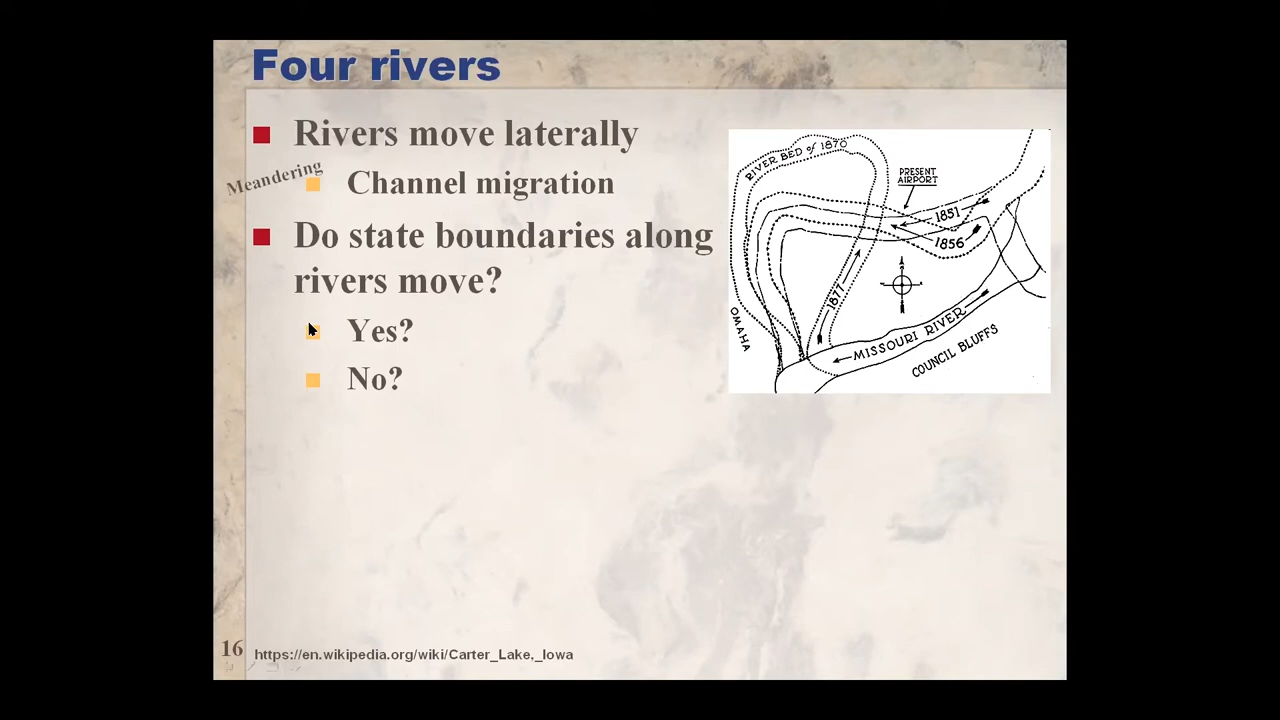 Four rivers
Rivers move laterally
Meandering
Channel migration
Do state boundaries along
rivers move?
Yes?
No?
RIVER BED of 1870
PRESENT
AIRPORT
1851
1856
1877
OMAHA
MISSOURI RIVER
COUNCIL BLUFFS
16
https://en.wikipedia.org/wiki/Carter_Lake,_Iowa